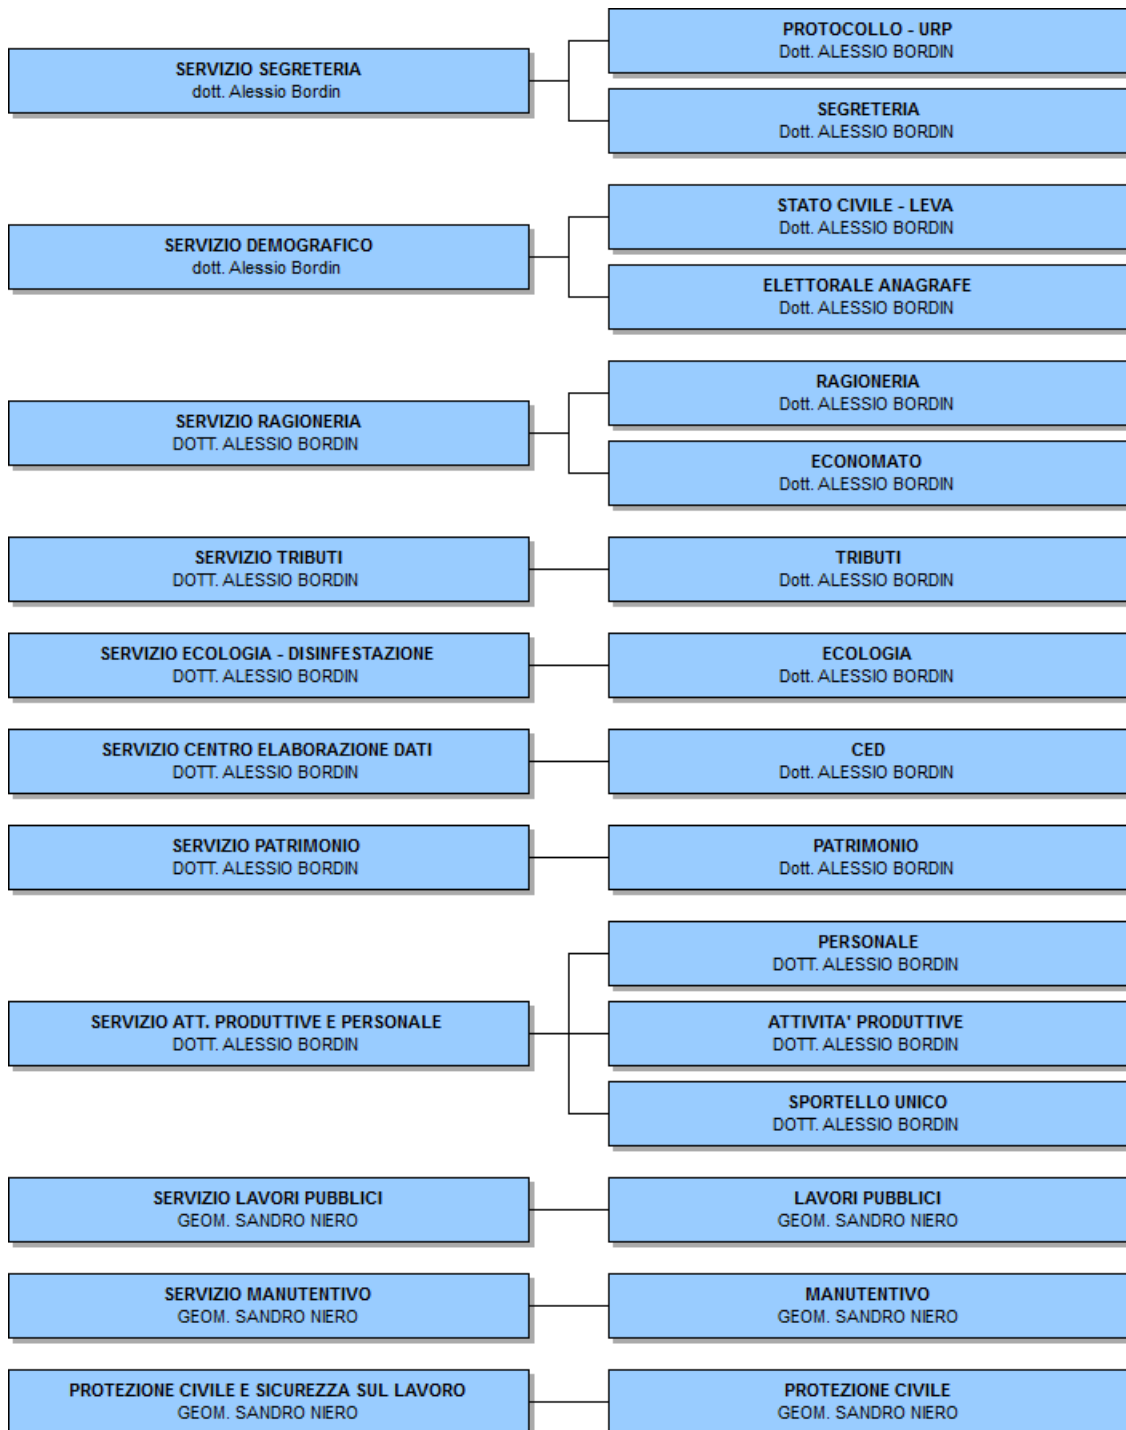 SERVIZIO SEGRETERIA
dott. Alessio Bordin
PROTOCOLLO - URP
Dott. ALESSIO BORDIN
SEGRETERIA
Dott. ALESSIO BORDIN
SERVIZIO DEMOGRAFICO
dott. Alessio Bordin
STATO CIVILE - LEVA
Dott. ALESSIO BORDIN
ELETTORALE ANAGRAFE
Dott. ALESSIO BORDIN
SERVIZIO RAGIONERIA
DOTT. ALESSIO BORDIN
RAGIONERIA
Dott. ALESSIO BORDIN
ECONOMATO
Dott. ALESSIO BORDIN
SERVIZIO TRIBUTI
DOTT. ALESSIO BORDIN
TRIBUTI
Dott. ALESSIO BORDIN
SERVIZIO ECOLOGIA - DISINFESTAZIONE
DOTT. ALESSIO BORDIN
ECOLOGIA
Dott. ALESSIO BORDIN
SERVIZIO CENTRO ELABORAZIONE DATI
DOTT. ALESSIO BORDIN
CED
Dott. ALESSIO BORDIN
SERVIZIO PATRIMONIO
DOTT. ALESSIO BORDIN
PATRIMONIO
Dott. ALESSIO BORDIN
SERVIZIO ATT. PRODUTTIVE E PERSONALE
DOTT. ALESSIO BORDIN
PERSONALE
DOTT. ALESSIO BORDIN
ATTIVITA' PRODUTTIVE
DOTT. ALESSIO BORDIN
SPORTELLO UNICO
DOTT. ALESSIO BORDIN
SERVIZIO LAVORI PUBBLICI
GEOM. SANDRO NIERO
LAVORI PUBBLICI
GEOM. SANDRO NIERO
SERVIZIO MANUTENTIVO
GEOM. SANDRO NIERO
MANUTENTIVO
GEOM. SANDRO NIERO
PROTEZIONE CIVILE E SICUREZZA SUL LAVORO
GEOM. SANDRO NIERO
PROTEZIONE CIVILE
GEOM. SANDRO NIERO